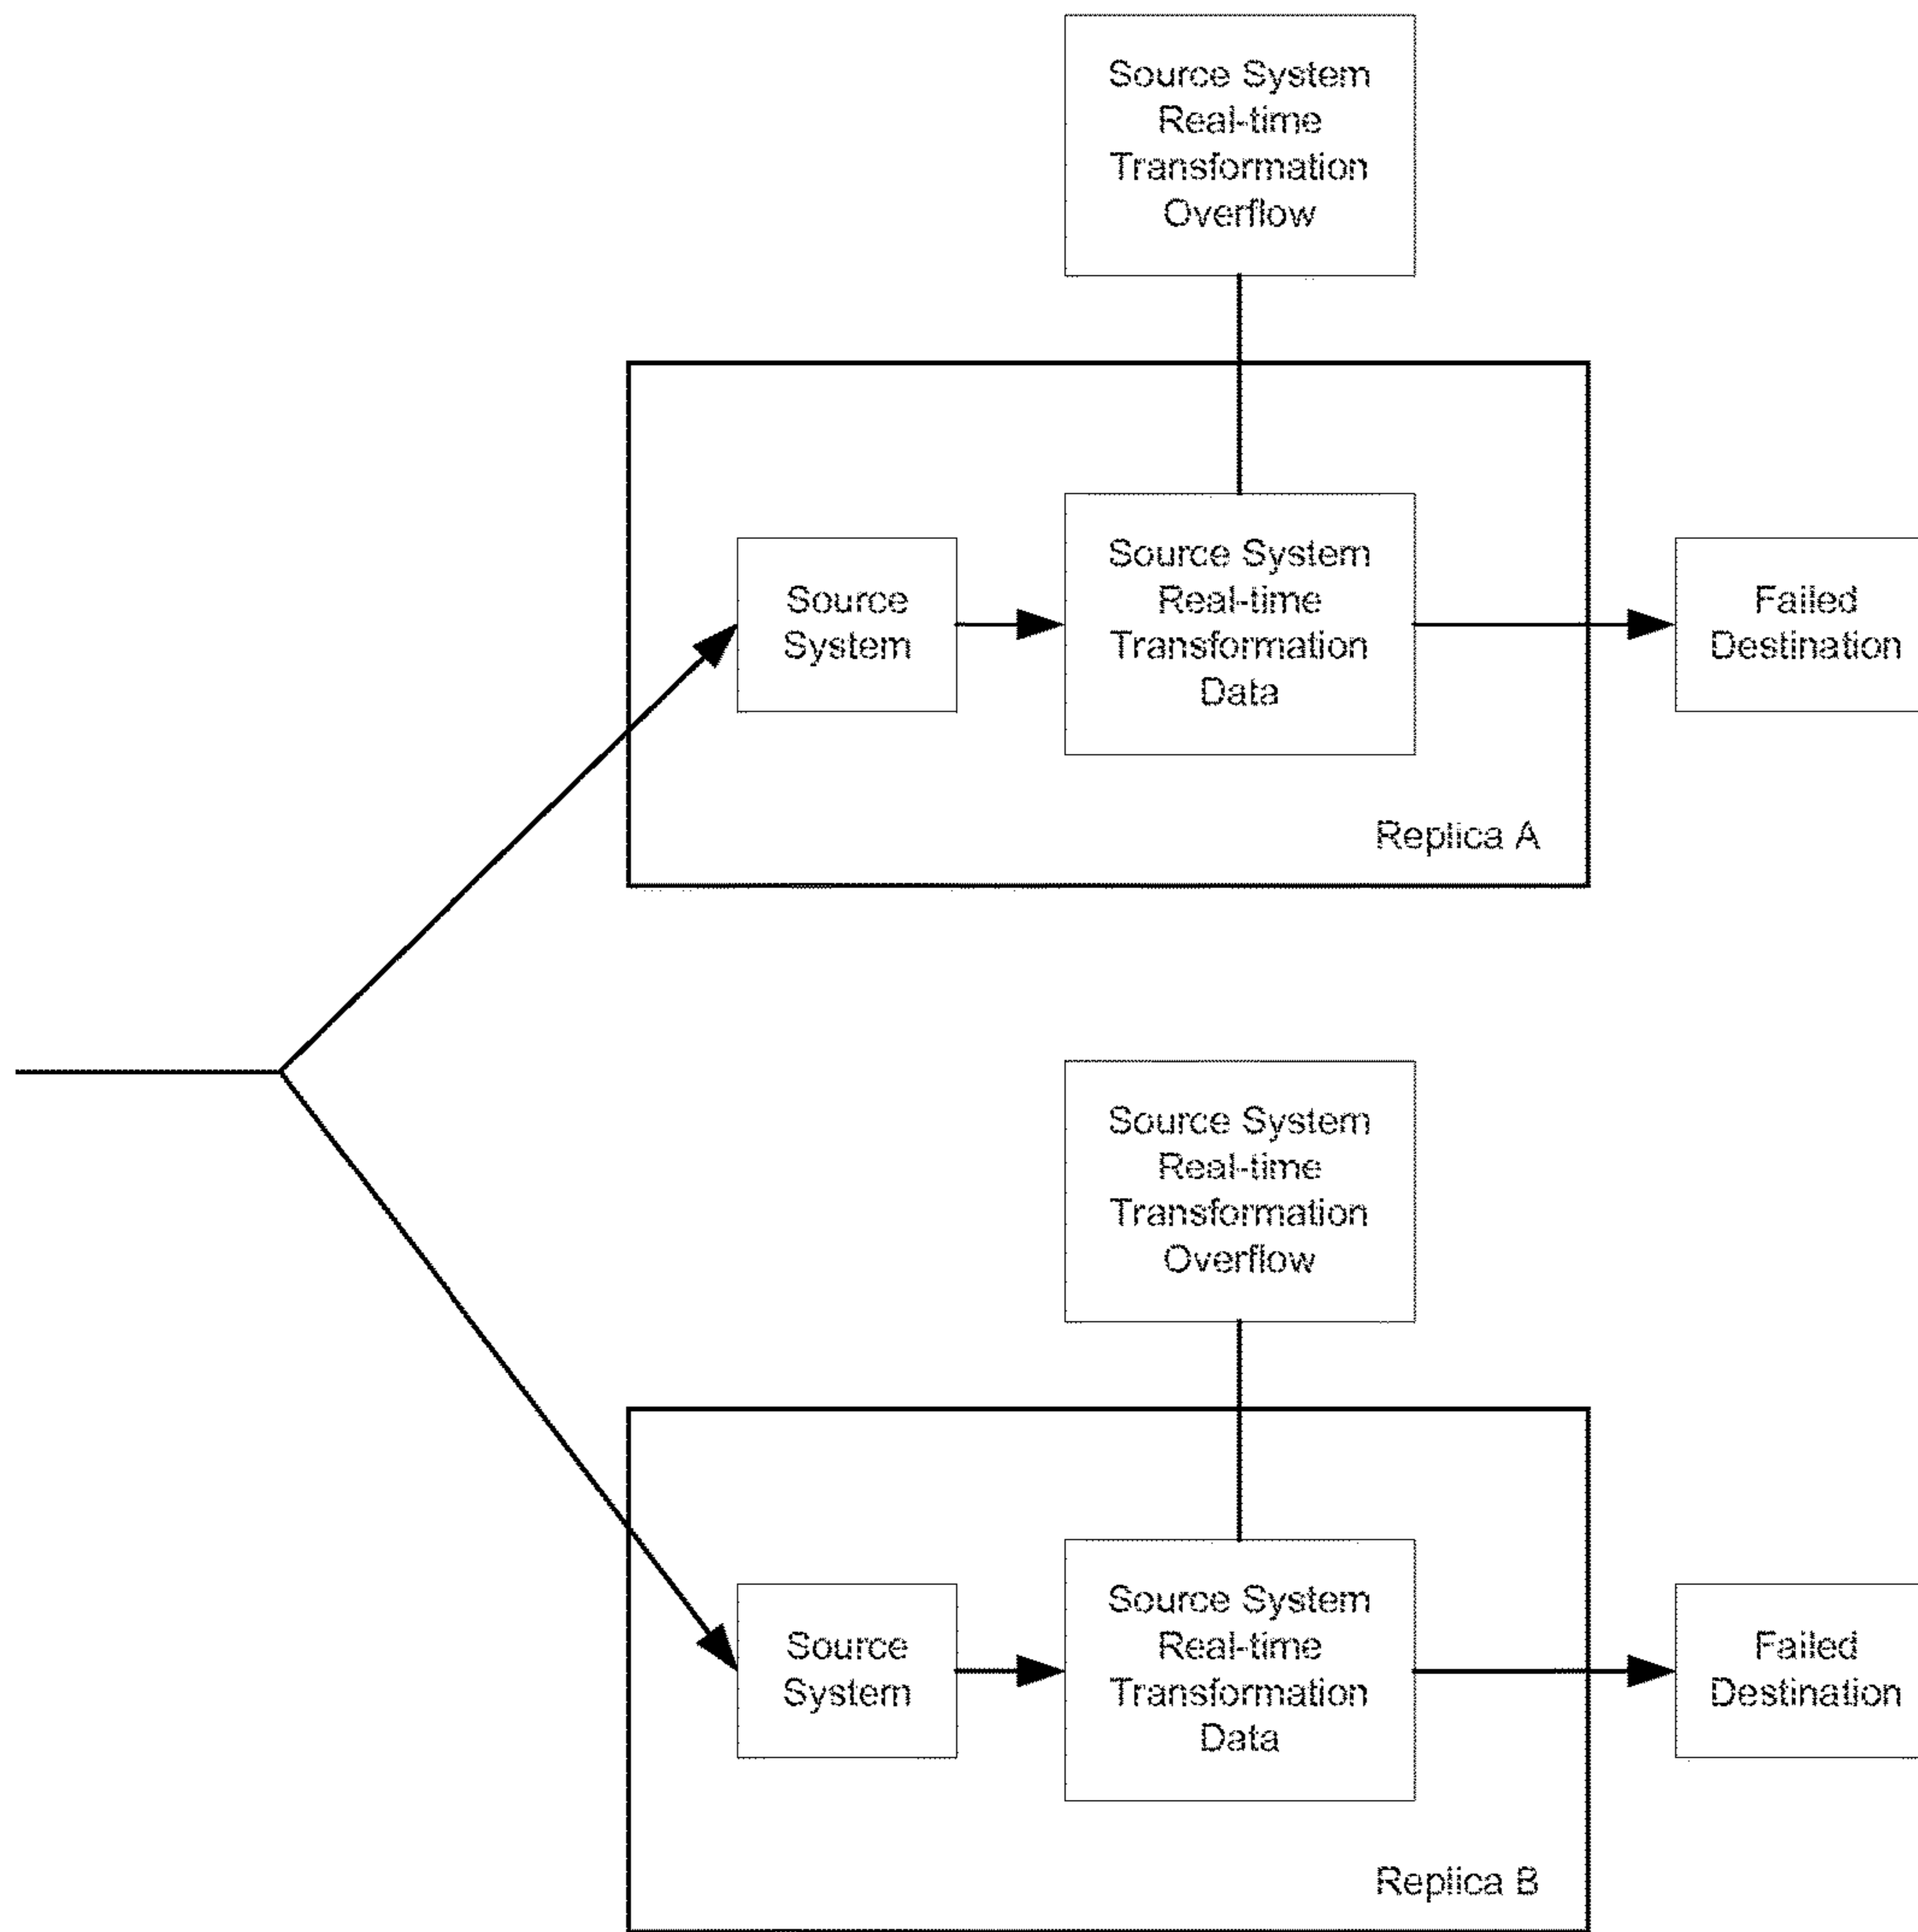 Source System
Real-time
Transformation
Overflow
Source
System
Source System
Real-time
Transformation
Data
Failed
Destination
Replica A
Source System
Real-time
Transformation
Overflow
Source
System
Source System
Real-time
Transformation
Data
Failed
Destination
Replica B